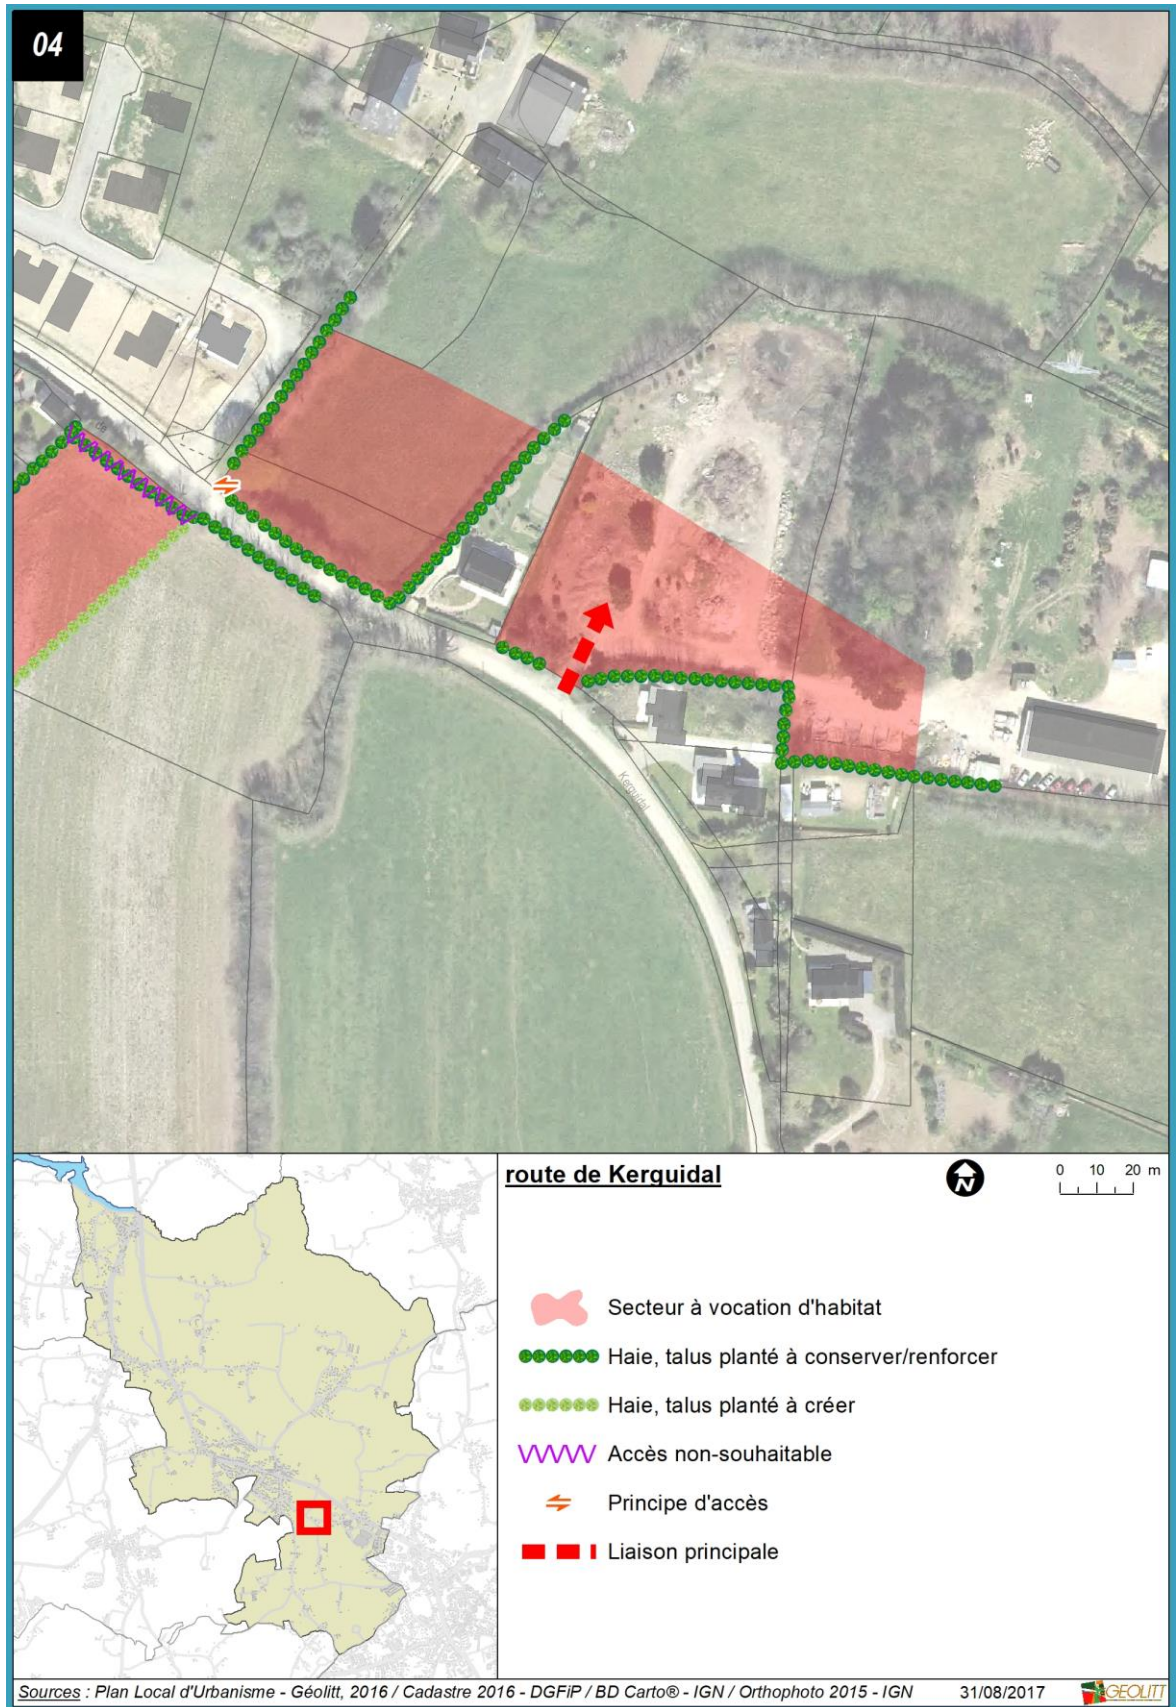 04
de
Kerguidal
route de Kerguidal
N
0 10 20 m
Secteur à vocation d'habitat
Haie, talus planté à conserver/renforcer
Haie, talus planté à créer
Accès non-souhaitable
Principe d'accès
Liaison principale
Sources : Plan Local d'Urbanisme - Géolitt, 2016 / Cadastre 2016 - DGFiP / BD Carto® - IGN / Orthophoto 2015 - IGN 31/08/2017 GEOLITT